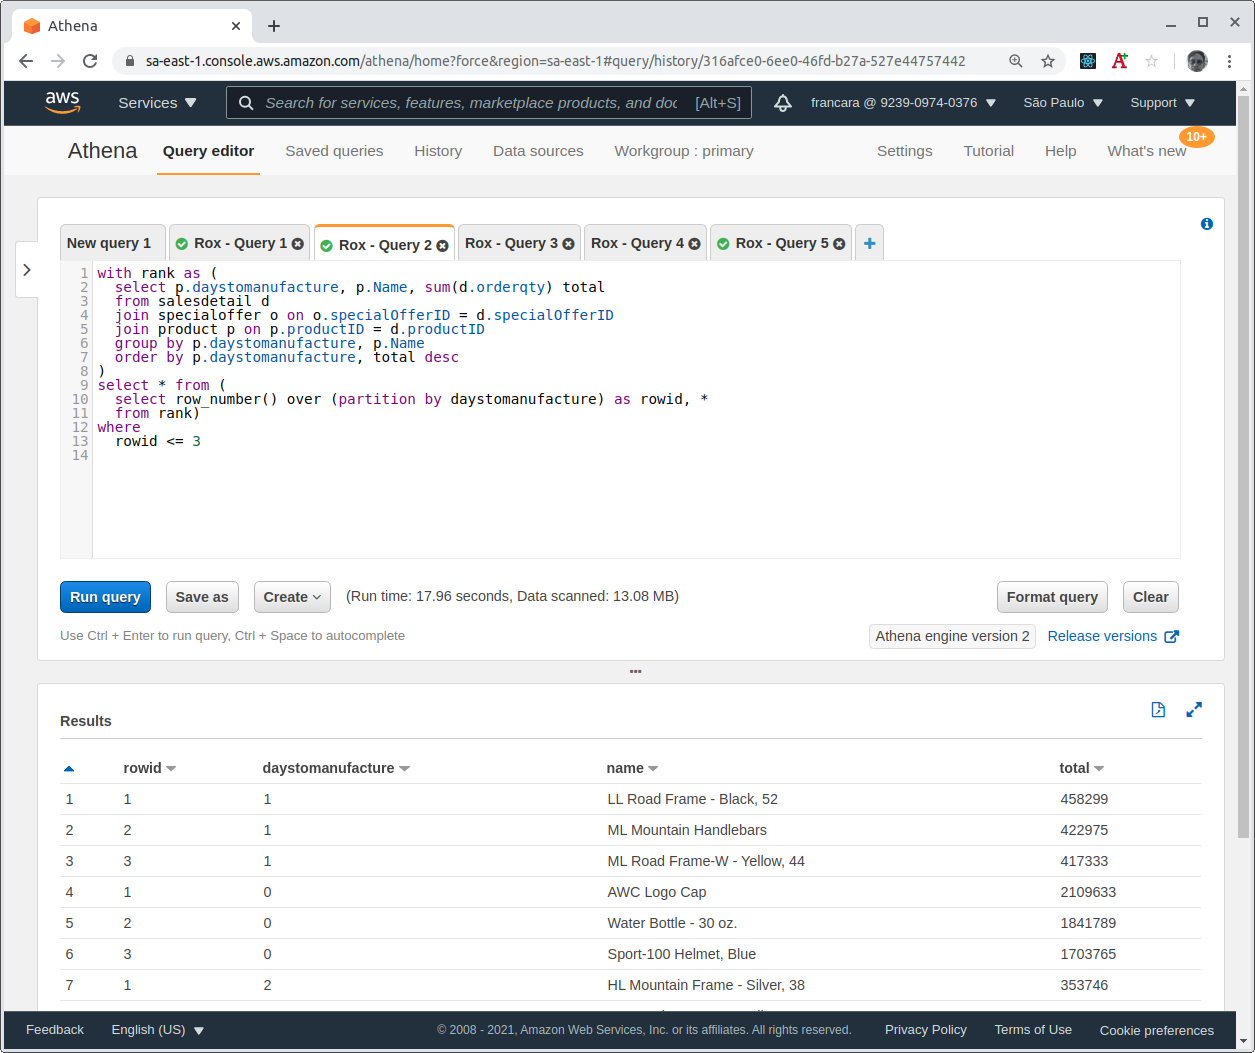 Athena
sa-east-1.console.aws.amazon.com/athena/home?force&region=sa-east-1#query/history/316afce0-6ee0-46fd-b27a-527e44757442
aws Services Search for services, features, marketplace products, and doc [Alt+S] francara @ 9239-0974-0376 São Paulo Support
Athena Query editor Saved queries History Data sources Workgroup : primary Settings Tutorial Help What's new 10+
New query 1 Rox - Query 1 Rox - Query 2 Rox - Query 3 Rox - Query 4 Rox - Query 5
1 with rank as (
2 select p.daystomanufacture, p.Name, sum(d.orderqty) total
3 from salesdetail d
4 join specialoffer o on o.specialOfferID = d.specialOfferID
5 join product p on p.productID = d.productID
6 group by p.daystomanufacture, p.Name
7 order by p.daystomanufacture, total desc
8 )
9 select * from (
10 select row_number() over (partition by daystomanufacture) as rowid, *
11 from rank)
12 where
13 rowid <= 3
14
Run query Save as Create (Run time: 17.96 seconds, Data scanned: 13.08 MB) Format query Clear
Use Ctrl + Enter to run query, Ctrl + Space to autocomplete Athena engine version 2 Release versions
Results
rowid daystomanufacture name total
1 1 1 LL Road Frame - Black, 52 458299
2 2 1 ML Mountain Handlebars 422975
3 3 1 ML Road Frame-W - Yellow, 44 417333
4 1 0 AWC Logo Cap 2109633
5 2 0 Water Bottle - 30 oz. 1841789
6 3 0 Sport-100 Helmet, Blue 1703765
7 1 2 HL Mountain Frame - Silver, 38 353746
Feedback English (US) © 2008 - 2021, Amazon Web Services, Inc. or its affiliates. All rights reserved. Privacy Policy Terms of Use Cookie preferences